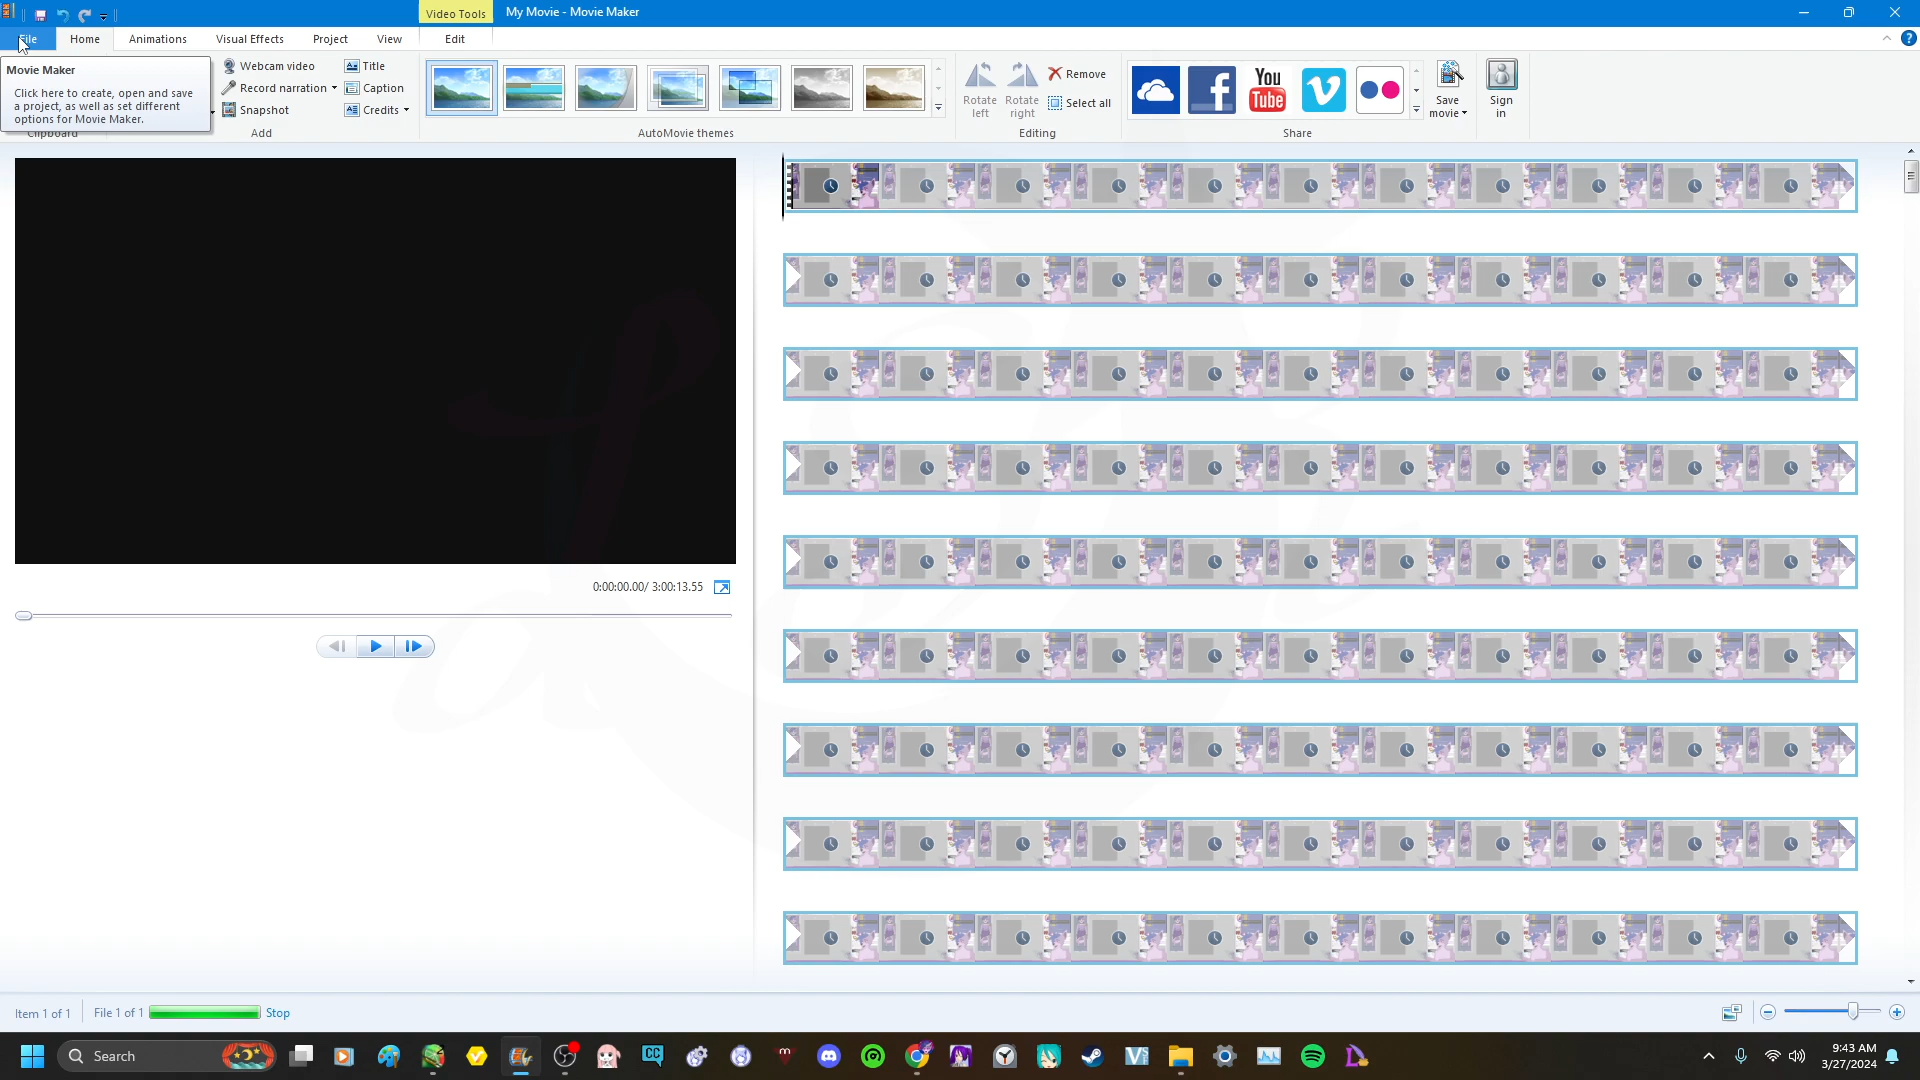 Video Tools
My Movie - Movie Maker
File
Home
Animations
Visual Effects
Project
View
Edit
Movie Maker
Click here to create, open and save
a project, as well as set different
options for Movie Maker.
Clipboard
Webcam video
Record narration
Snapshot
Title
Caption
Credits
Add
AutoMovie themes
Rotate
left
Rotate
right
Remove
Select all
Editing
You
Tube
Share
Save
movie
Sign
in
0:00:00.00/ 3:00:13.55
Item 1 of 1
File 1 of 1
Stop
Search
CC
9:43 AM
3/27/2024